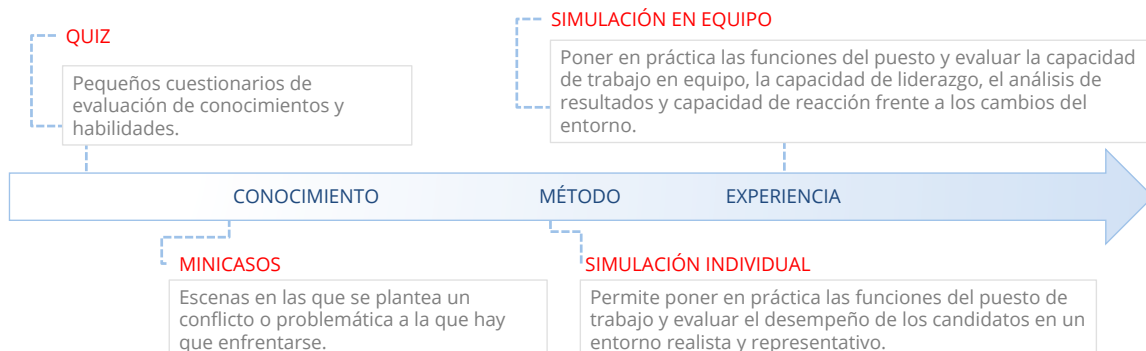 QUIZ
Pequeños cuestionarios de
evaluación de conocimientos y
habilidades.
SIMULACIÓN EN EQUIPO
Poner en práctica las funciones del puesto y evaluar la capacidad
de trabajo en equipo, la capacidad de liderazgo, el análisis de
resultados y capacidad de reacción frente a los cambios del
entorno.
CONOCIMIENTO
MÉTODO
EXPERIENCIA
MINICASOS
Escenas en las que se plantea un
conflicto o problemática a la que hay
que enfrentarse.
SIMULACIÓN INDIVIDUAL
Permite poner en práctica las funciones del puesto de
trabajo y evaluar el desempeño de los candidatos en un
entorno realista y representativo.